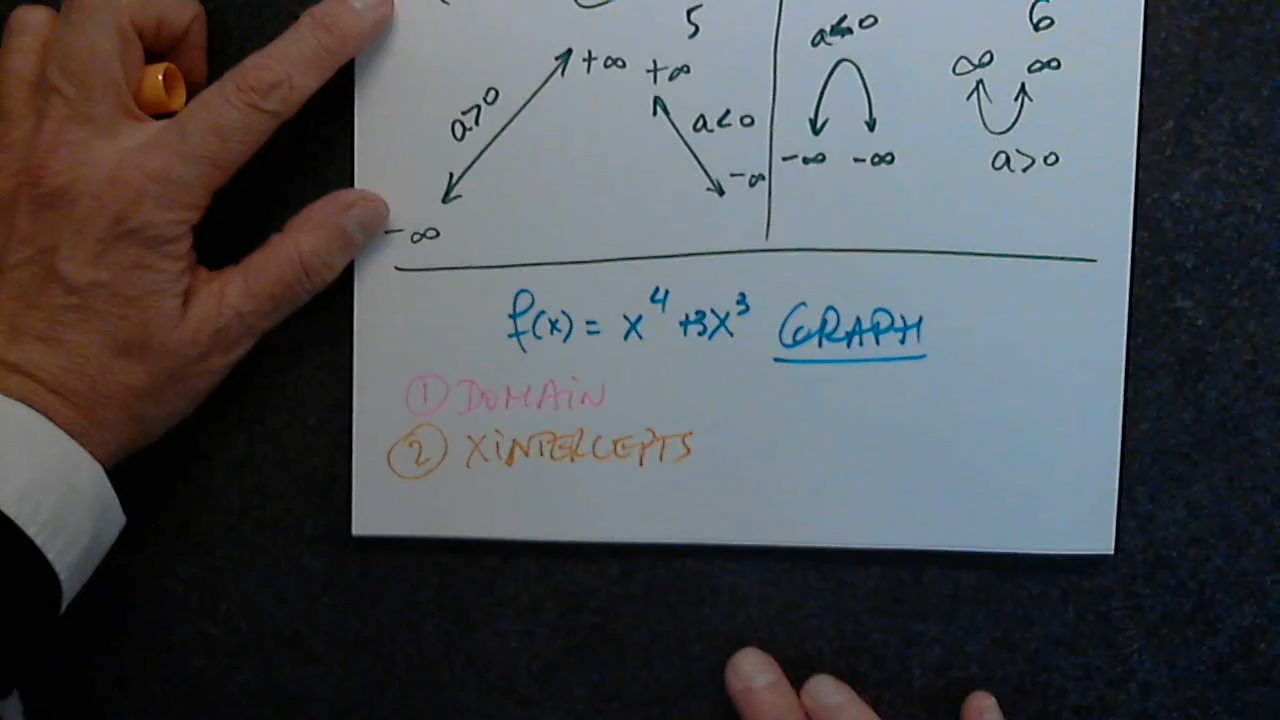 5
a<0
6
+∞
+∞
∞
∞
a>0
a<0
-∞
-∞
-∞
a>0
-∞
f(x) = x⁴ +3x³ GRAPH
① DOMAIN
② XINTERCEPTS